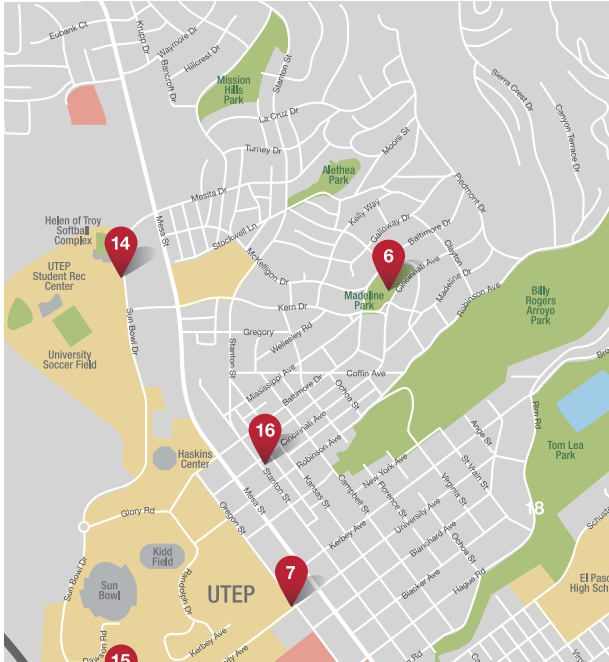 Eubank Ct
Krupp Dr
Waymore Dr
Hillcrest Dr
Bancroft Dr
Stanton St
Mission
Hills
Park
La Cruz Dr
Sierra Crest Dr
Canyon Terrace Dr
Turney Dr
Moore St
Alethea
Park
Piedmont Dr
Mesita Dr
Kelly Way
Helen of Troy
Softball
Complex
14
Mesa St
Stockwell Ln
Galloway Dr
Baltimore Dr
6
McKelligon Dr
Clayton
Cincinnati Ave
Madeline Dr
UTEP
Student Rec
Center
Madeline
Park
Robinson Ave
Billy
Rogers
Arroyo
Park
Kern Dr
Sun Bowl Dr
Gregory
Wellesley Rd
University
Soccer Field
Stanton St
Coffin Ave
Mississippi Ave
Baltimore Dr
Ochoa St
Rim Rd
16
Cincinnati Ave
Ange St
Tom Lea
Park
Haskins
Center
Robinson Ave
New York Ave
St Vrain St
Stanton St
Kansas St
Campbell St
Florence St
Virginia St
Mesa St
Oregon St
Glory Rd
University Ave
18
Kerbey Ave
Blanchard Ave
Ochoa St
Kidd
Field
Sun Bowl Dr
Randolph Dr
7
Blacker Ave
Hague Rd
Sun
Bowl
UTEP
El Paso
High Sch
Dawson Rd
Kerbey Ave
15